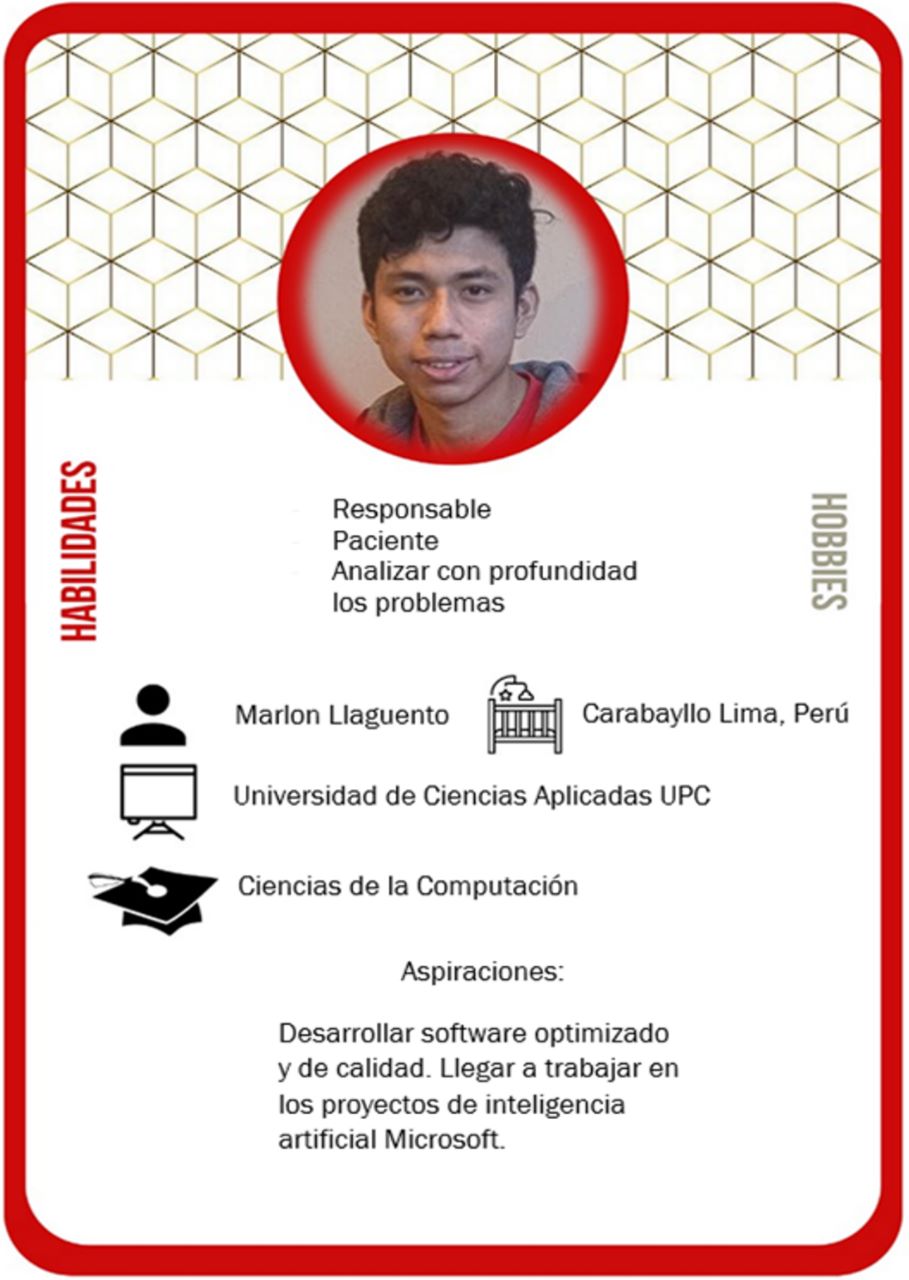 HABILIDADES
HOBBIES
Responsable
Paciente
Analizar con profundidad
los problemas
Marlon Llaguento
Carabayllo Lima, Perú
Universidad de Ciencias Aplicadas UPC
Ciencias de la Computación
Aspiraciones:
Desarrollar software optimizado
y de calidad. Llegar a trabajar en
los proyectos de inteligencia
artificial Microsoft.